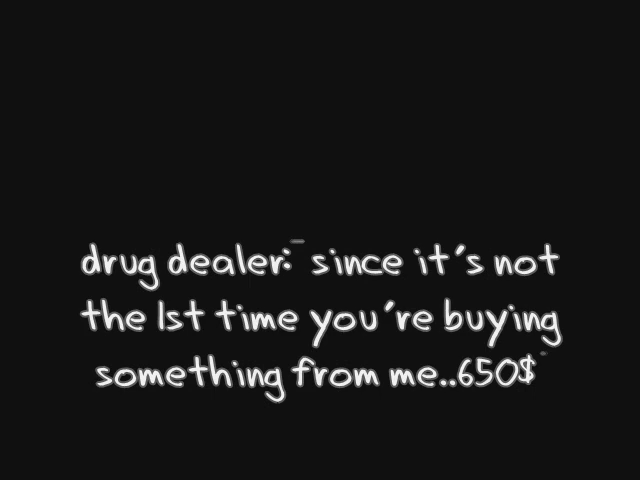 drug dealer: since it's not
the 1st time you're buying
something from me..650$